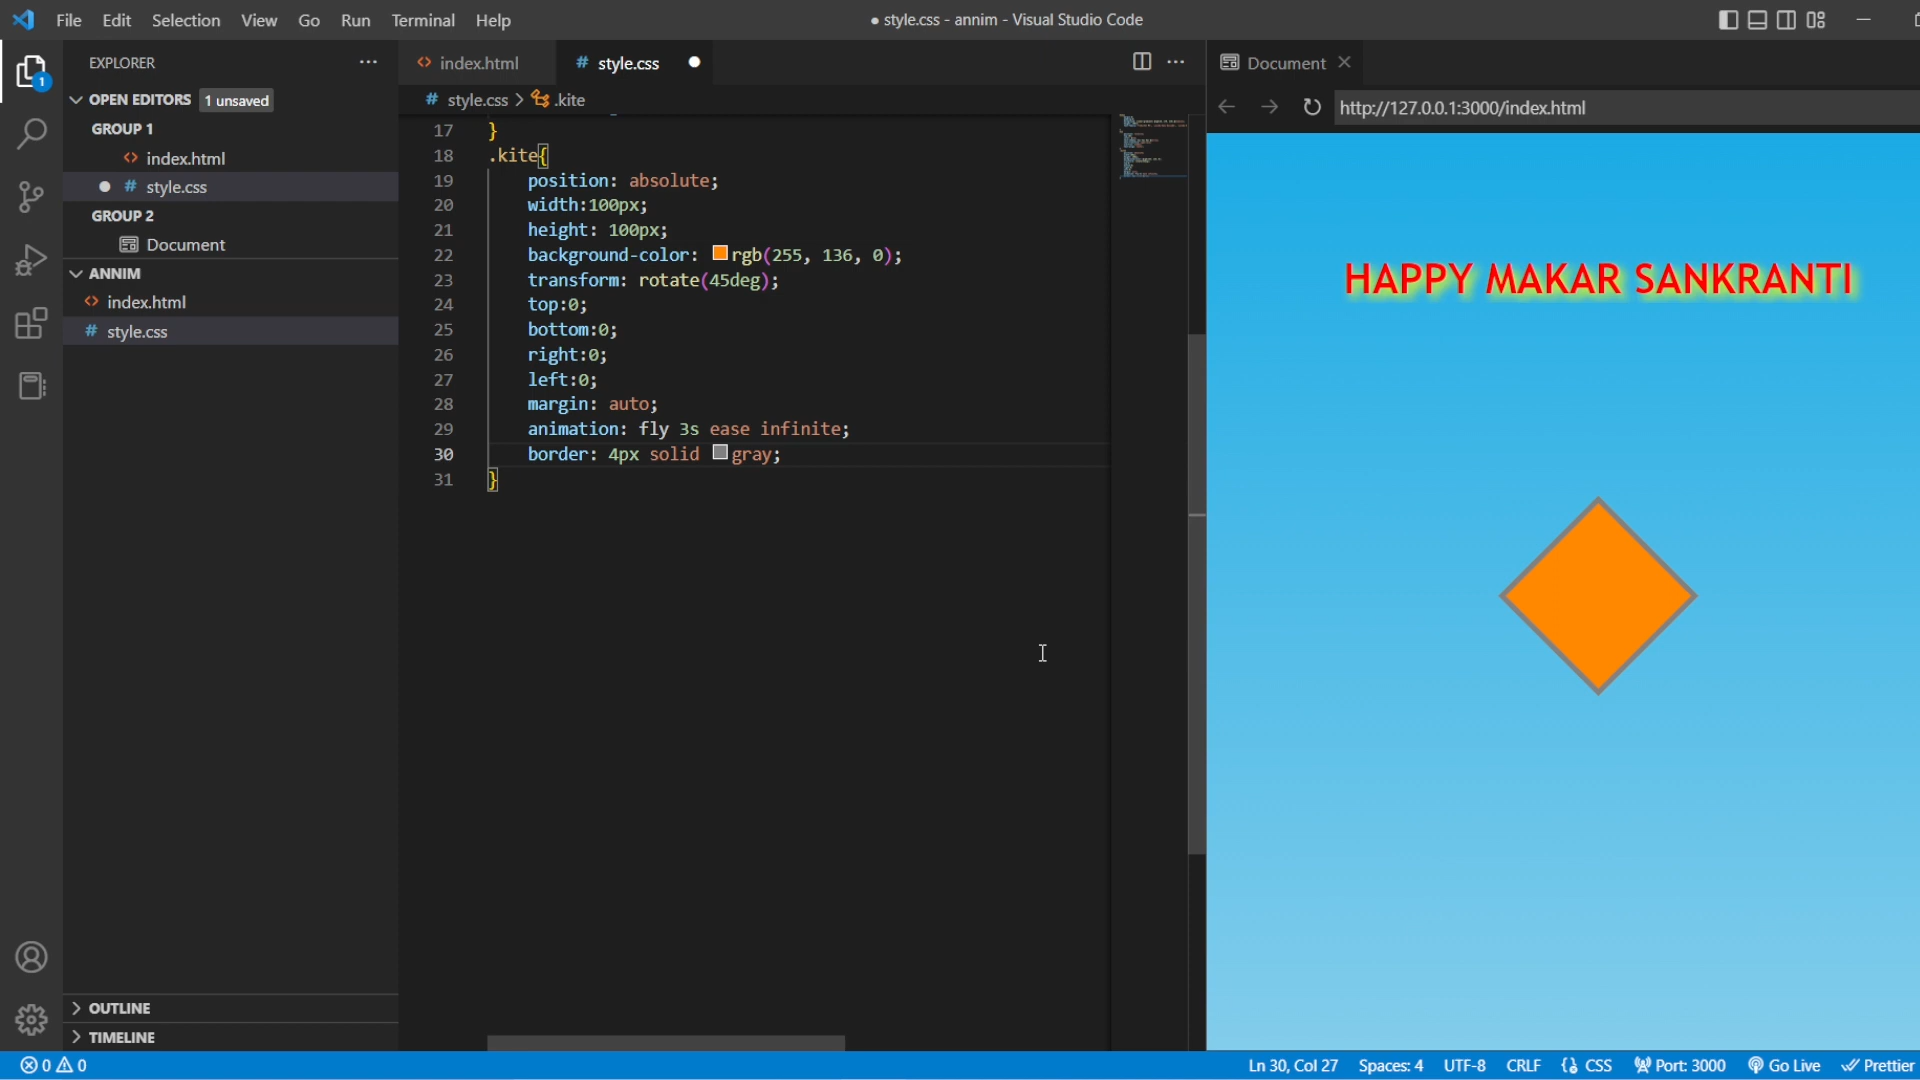 File Edit Selection View Go Run Terminal Help
● style.css - annim - Visual Studio Code
EXPLORER
OPEN EDITORS 1 unsaved
GROUP 1
index.html
style.css
GROUP 2
Document
ANNIM
index.html
style.css
OUTLINE
TIMELINE
1
index.html
# style.css
# style.css > .kite
17 }
18 .kite{
19 position: absolute;
20 width:100px;
21 height: 100px;
22 background-color: rgb(255, 136, 0);
23 transform: rotate(45deg);
24 top:0;
25 bottom:0;
26 right:0;
27 left:0;
28 margin: auto;
29 animation: fly 3s ease infinite;
30 border: 4px solid gray;
31 }
Document
http://127.0.0.1:3000/index.html
HAPPY MAKAR SANKRANTI
0 0
Ln 30, Col 27 Spaces: 4 UTF-8 CRLF {} CSS Port: 3000 Go Live Prettier